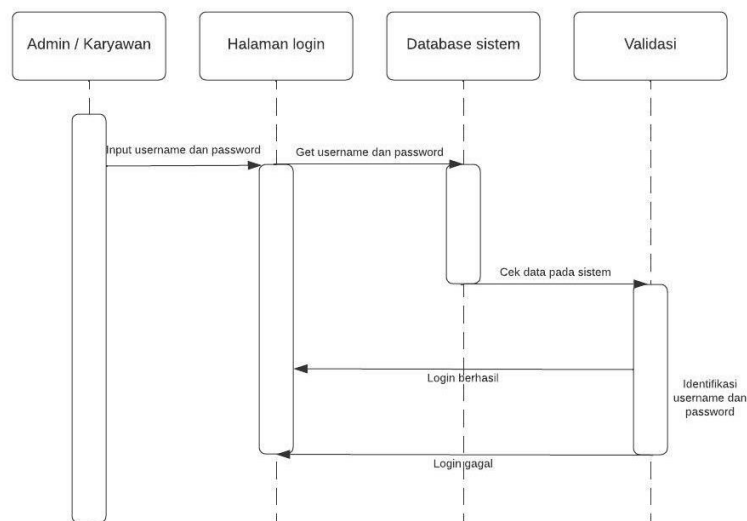 Admin / Karyawan
Halaman login
Database sistem
Validasi
Input username dan password
Get username dan password
Cek data pada sistem
Login berhasil
Identifikasi
username dan
password
Login gagal